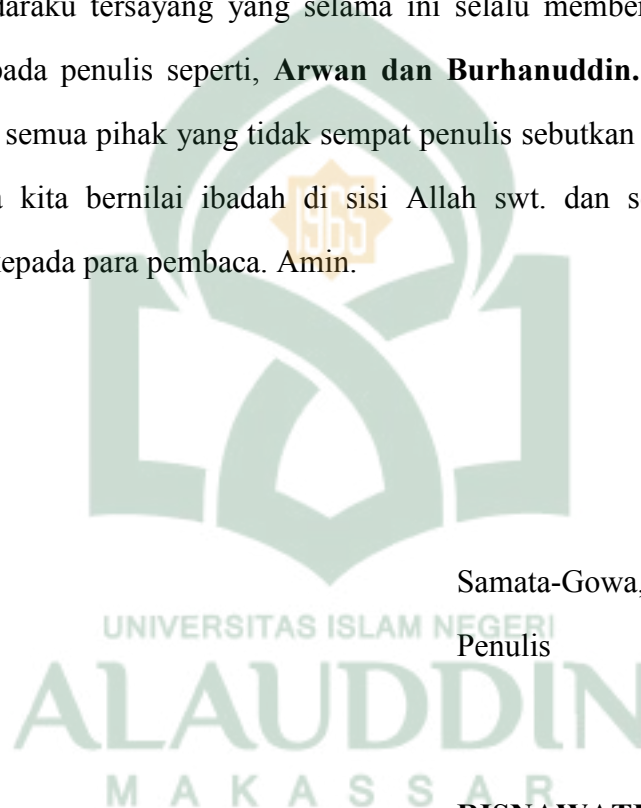 daraku tersayang yang selama ini selalu member
pada penulis seperti, Arwan dan Burhanuddin.
semua pihak yang tidak sempat penulis sebutkan
kita bernilai ibadah di sisi Allah swt. dan s
kepada para pembaca. Amin.
1965
Samata-Gowa,
UNIVERSITAS ISLAM NEGERI
Penulis
ALAUDDIN
MAKASSAR